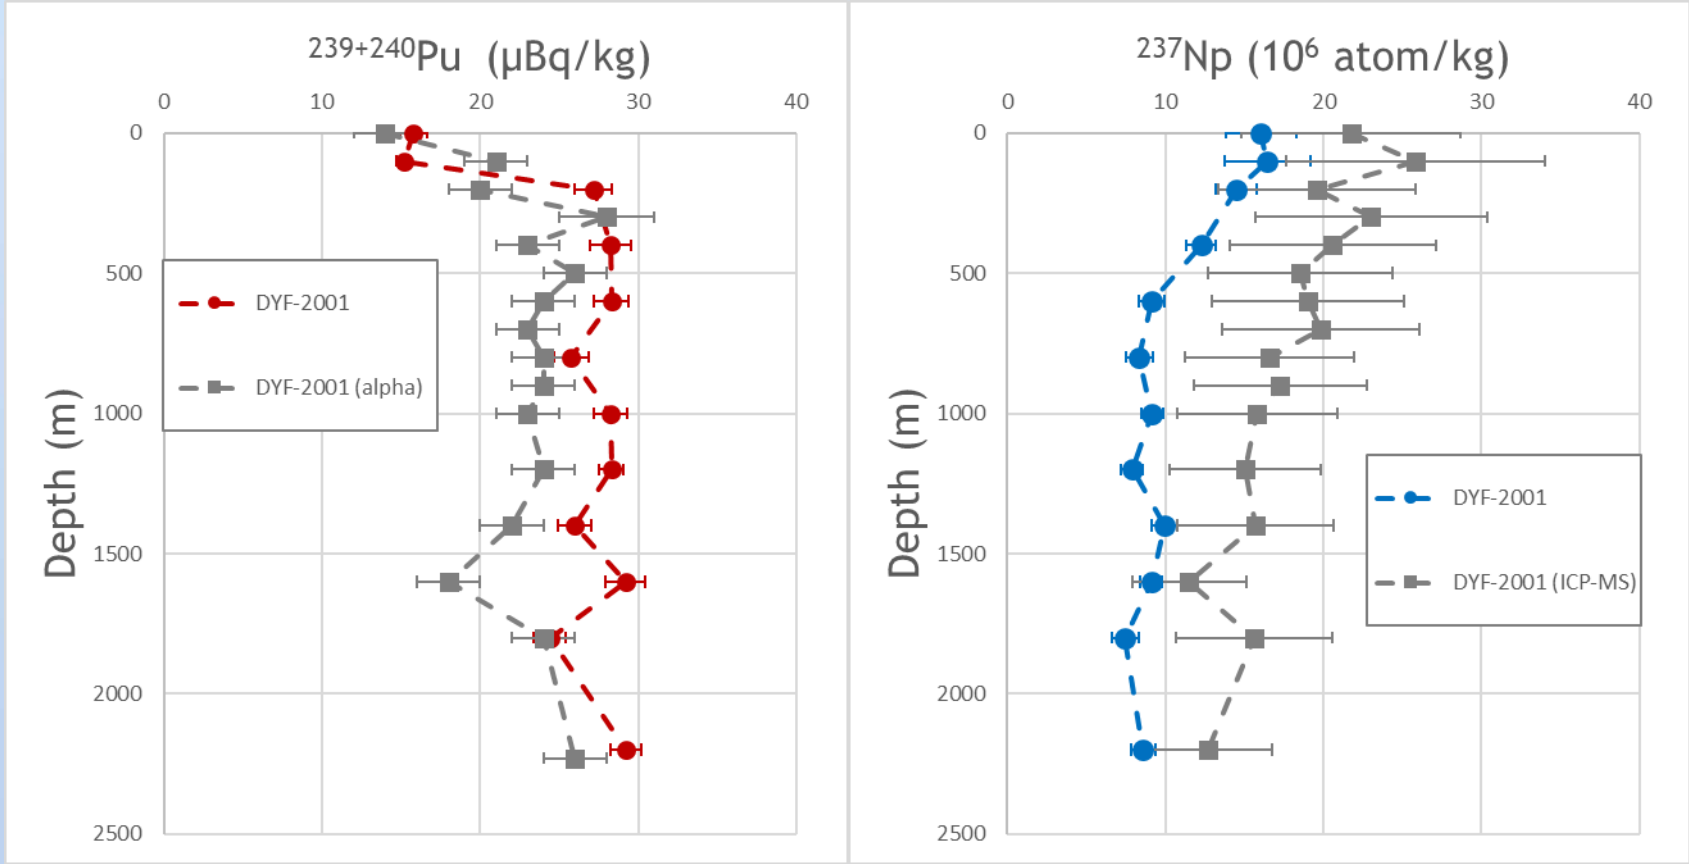 ²³⁹⁺²⁴⁰Pu (µBq/kg)
0 10 20 30 40
0
500
1000
1500
2000
2500
Depth (m)
DYF-2001
DYF-2001 (alpha)
²³⁷Np (10⁶ atom/kg)
0 10 20 30 40
0
500
1000
1500
2000
2500
Depth (m)
DYF-2001
DYF-2001 (ICP-MS)